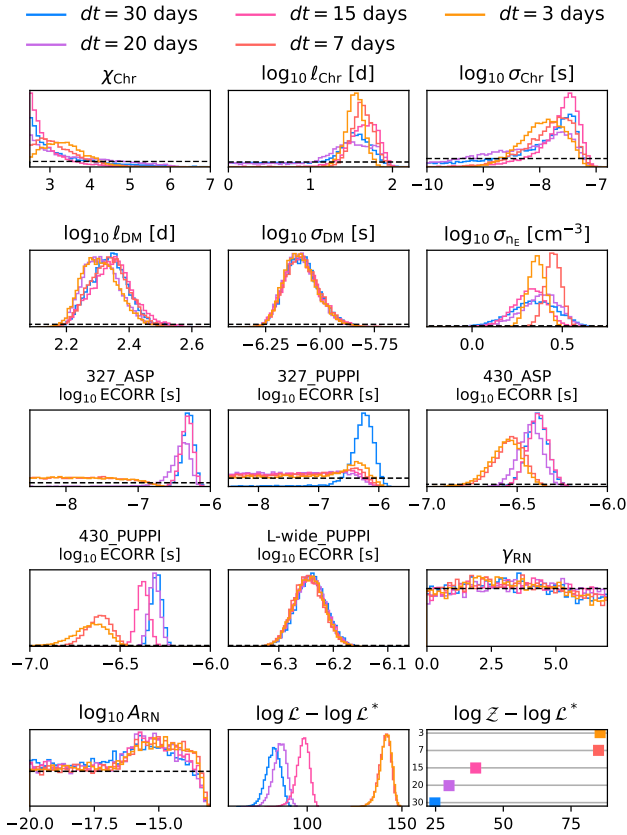 dt = 30 days dt = 15 days dt = 3 days
dt = 20 days dt = 7 days
χChr log10 ℓChr [d] log10 σChr [s]
3 4 5 6 7 0 1 2 −10 −9 −8 −7
log10 ℓDM [d] log10 σDM [s] log10 σnE [cm−3]
2.2 2.4 2.6 −6.25 −6.00 −5.75 0.0 0.5
327_ASP 327_PUPPI 430_ASP
log10 ECORR [s] log10 ECORR [s] log10 ECORR [s]
−8 −7 −6 −8 −7 −6 −7.0 −6.5 −6.0
430_PUPPI L-wide_PUPPI γRN
log10 ECORR [s] log10 ECORR [s]
−7.0 −6.5 −6.0 −6.3 −6.2 −6.1 0.0 2.5 5.0
log10 ARN log ℒ − log ℒ* log 𝒵 − log ℒ*
3
7
15
20
30
−20.0 −17.5 −15.0 100 150 25 50 75